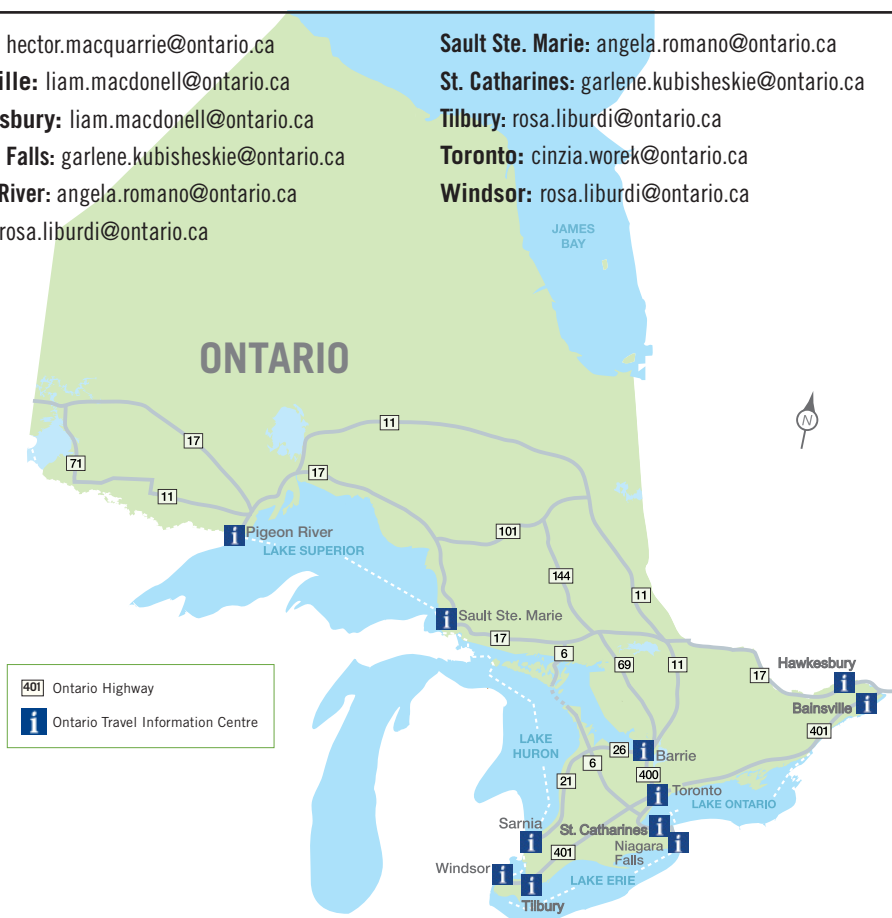 hector.macquarrie@ontario.ca
ille: liam.macdonell@ontario.ca
sbury: liam.macdonell@ontario.ca
Falls: garlene.kubisheskie@ontario.ca
River: angela.romano@ontario.ca
rosa.liburdi@ontario.ca
Sault Ste. Marie: angela.romano@ontario.ca
St. Catharines: garlene.kubisheskie@ontario.ca
Tilbury: rosa.liburdi@ontario.ca
Toronto: cinzia.worek@ontario.ca
Windsor: rosa.liburdi@ontario.ca
JAMES
BAY
ONTARIO
N
11
17
71
17
11
i Pigeon River
LAKE SUPERIOR
101
144
11
i Sault Ste. Marie
17
6
69
11
17
Hawkesbury
i
Bainsville
i
401
401 Ontario Highway
i Ontario Travel Information Centre
LAKE
HURON
26
i Barrie
6
400
21
Toronto
i
LAKE ONTARIO
Sarnia
i
St. Catharines
i
Niagara
Falls
i
401
Windsor
i
LAKE ERIE
i
Tilbury